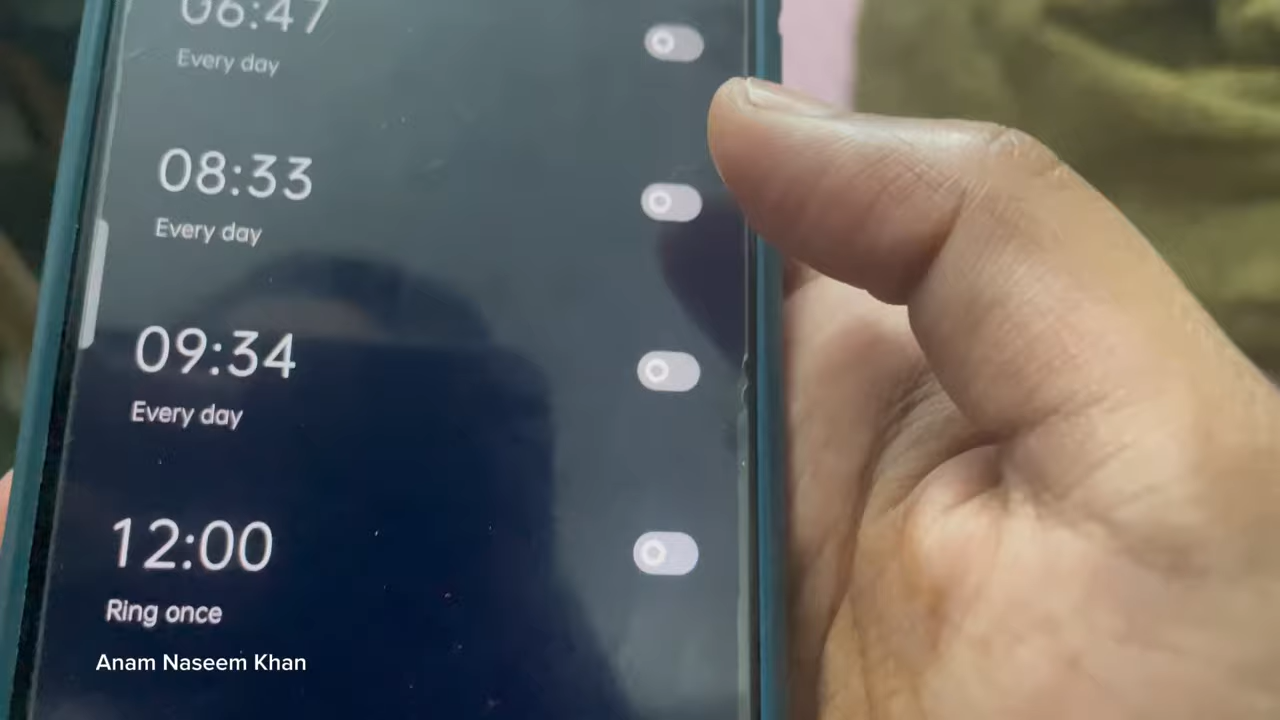 06:47
Every day
08:33
Every day
09:34
Every day
12:00
Ring once
Anam Naseem Khan